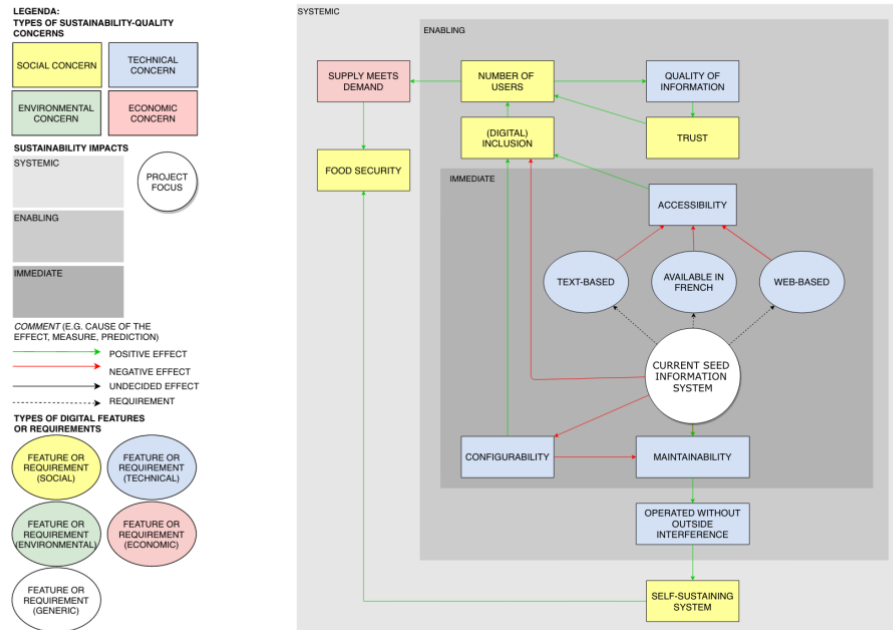 LEGENDA:
TYPES OF SUSTAINABILITY-QUALITY
CONCERNS
SOCIAL CONCERN
TECHNICAL
CONCERN
ENVIRONMENTAL
CONCERN
ECONOMIC
CONCERN
SUSTAINABILITY IMPACTS
SYSTEMIC
PROJECT
FOCUS
ENABLING
IMMEDIATE
COMMENT (E.G. CAUSE OF THE
EFFECT, MEASURE, PREDICTION)
POSITIVE EFFECT
NEGATIVE EFFECT
UNDECIDED EFFECT
REQUIREMENT
TYPES OF DIGITAL FEATURES
OR REQUIREMENTS
FEATURE OR
REQUIREMENT
(SOCIAL)
FEATURE OR
REQUIREMENT
(TECHNICAL)
FEATURE OR
REQUIREMENT
(ENVIRONMENTAL)
FEATURE OR
REQUIREMENT
(ECONOMIC)
FEATURE OR
REQUIREMENT
(GENERIC)
SYSTEMIC
ENABLING
SUPPLY MEETS
DEMAND
NUMBER OF
USERS
QUALITY OF
INFORMATION
(DIGITAL)
INCLUSION
TRUST
FOOD SECURITY
IMMEDIATE
ACCESSIBILITY
TEXT-BASED
AVAILABLE IN
FRENCH
WEB-BASED
CURRENT SEED
INFORMATION
SYSTEM
CONFIGURABILITY
MAINTAINABILITY
OPERATED WITHOUT
OUTSIDE
INTERFERENCE
SELF-SUSTAINING
SYSTEM